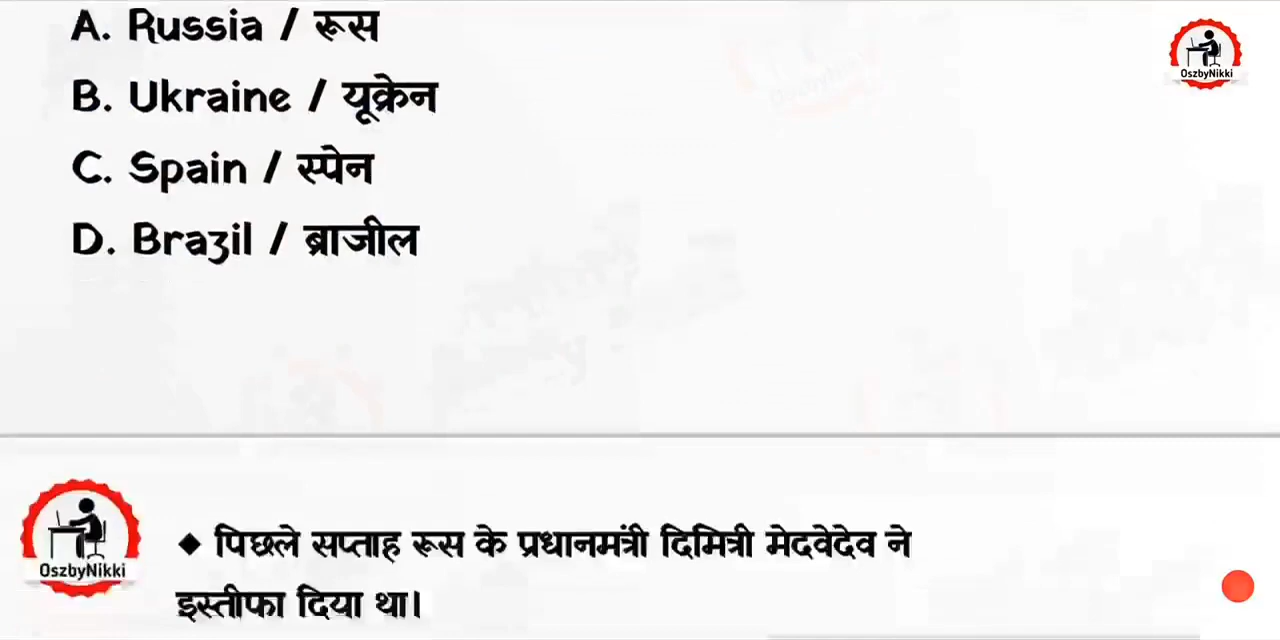 A. Russia / रूस
OszbyNikki
B. Ukraine / यूक्रेन
C. Spain / स्पेन
D. Brazil / ब्राजील
◆ पिछले सप्ताह रूस के प्रधानमंत्री दिमित्री मेदवेदेव ने
OszbyNikki
इस्तीफा दिया था।